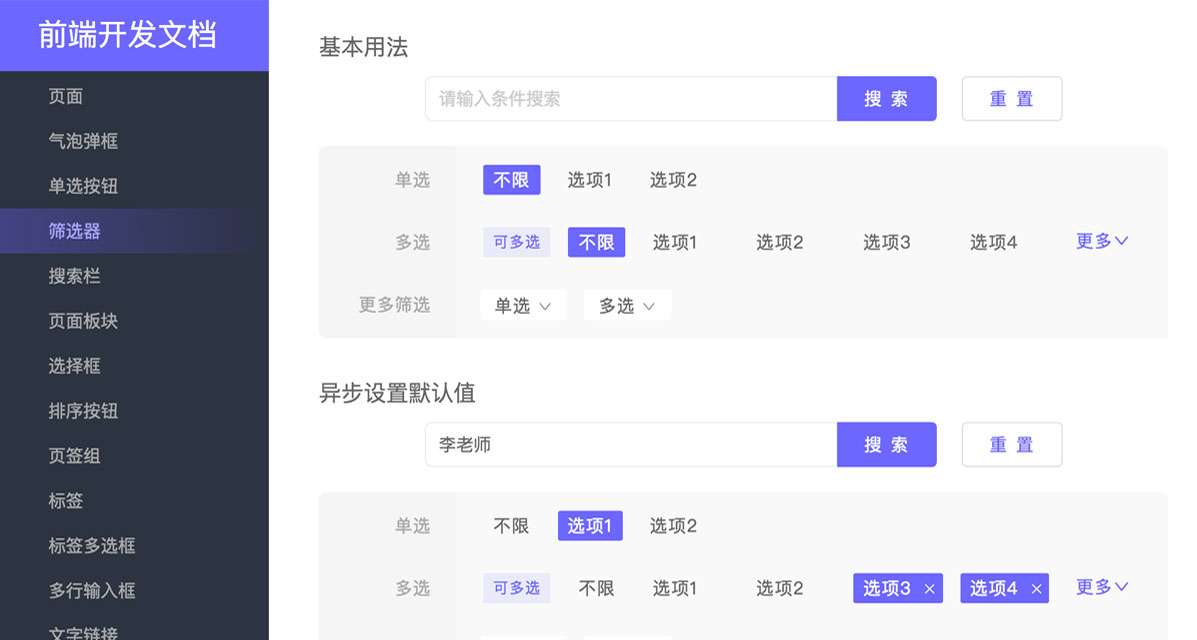 前端开发文档
页面
气泡弹框
单选按钮
筛选器
搜索栏
页面板块
选择框
排序按钮
页签组
标签
标签多选框
多行输入框
文字链接
基本用法
请输入条件搜索 搜 索 重 置
单选 不限 选项1 选项2
多选 可多选 不限 选项1 选项2 选项3 选项4 更多
更多筛选 单选 多选
异步设置默认值
李老师 搜 索 重 置
单选 不限 选项1 选项2
多选 可多选 不限 选项1 选项2 选项3 × 选项4 × 更多